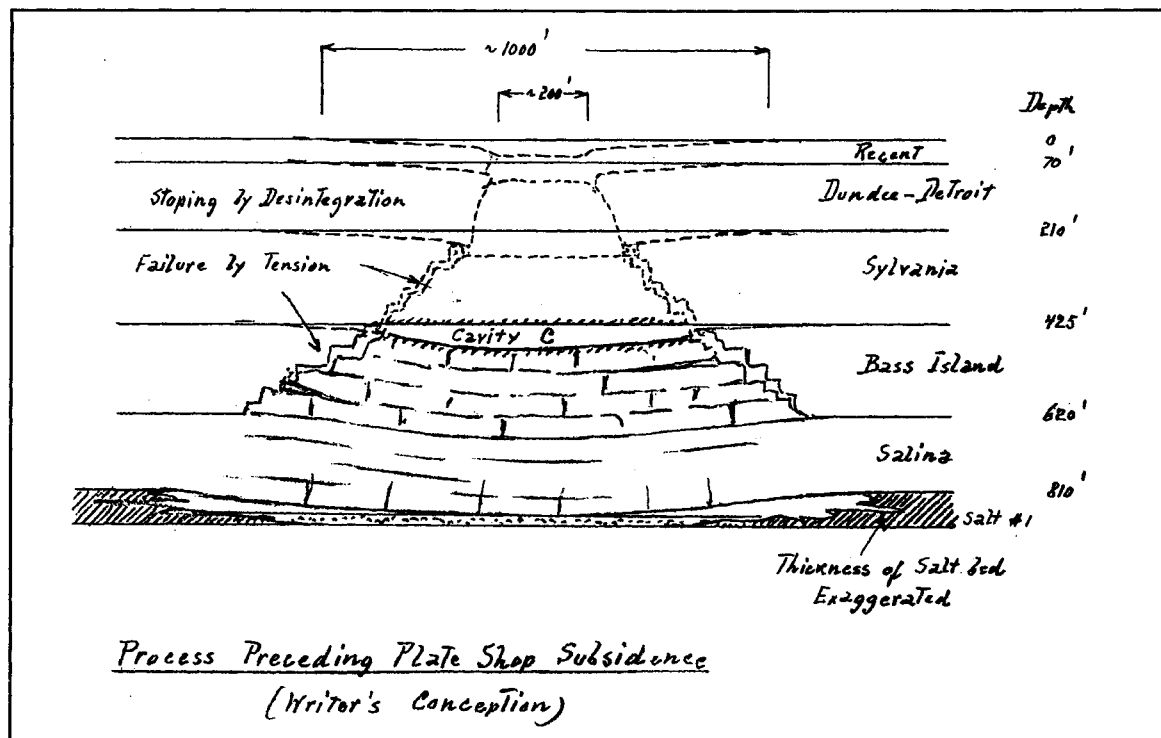 ~1000'
~200'
Depth
0
Recent
70'
Stoping by Desintegration
Dundee-Detroit
210'
Failure by Tension
Sylvania
425'
Cavity C
Bass Island
620'
Salina
810'
Salt #1
Thickness of Salt bed
Exaggerated
Process Preceding Plate Shop Subsidence
(Writer's Conception)